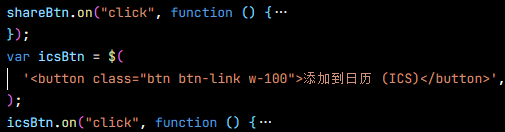 shareBtn.on("click", function () {…
});
var icsBtn = $(
'<button class="btn btn-link w-100">添加到日历 (ICS)</button>',
);
icsBtn.on("click", function () {…